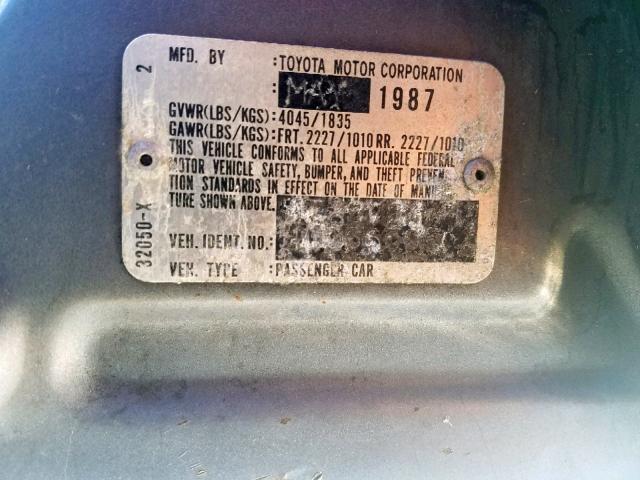 MFD. BY :TOYOTA MOTOR CORPORATION
: MAY 1987
GVWR(LBS/KGS):4045/1835
GAWR(LBS/KGS):FRT. 2227/1010 RR. 2227/1010
THIS VEHICLE CONFORMS TO ALL APPLICABLE FEDERAL
MOTOR VEHICLE SAFETY, BUMPER, AND THEFT PREVEN-
TION STANDARDS IN EFFECT ON THE DATE OF MANUFAC-
TURE SHOWN ABOVE.
VEH. IDENT. NO.:
VEH. TYPE :PASSENGER CAR
32050-X 2